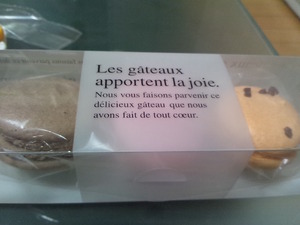 Les gâteaux
apportent la joie.
Nous vous faisons parvenir ce
délicieux gâteau que nous
avons fait de tout cœur.